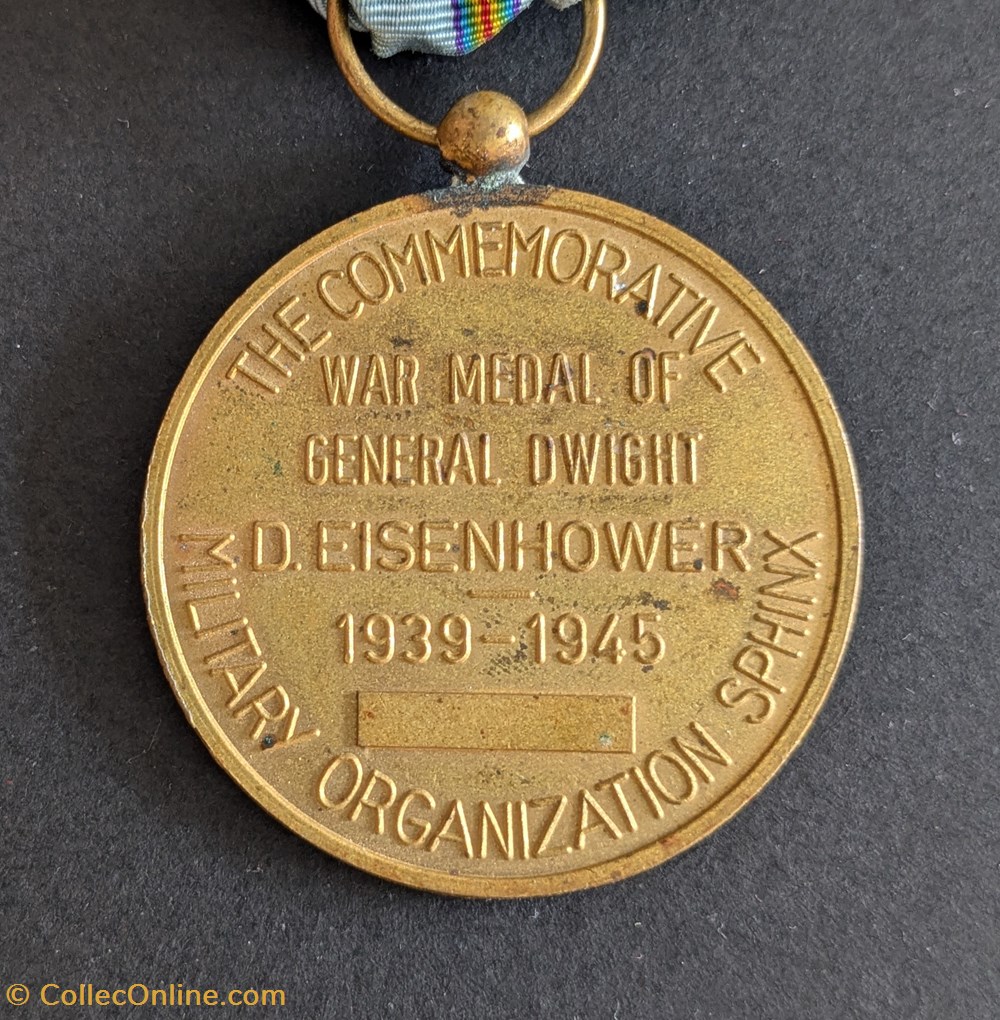 THE COMMEMORATIVE
WAR MEDAL OF
GENERAL DWIGHT
D. EISENHOWER
1939-1945
MILITARY ORGANIZATION SPHINX
© CollecOnline.com